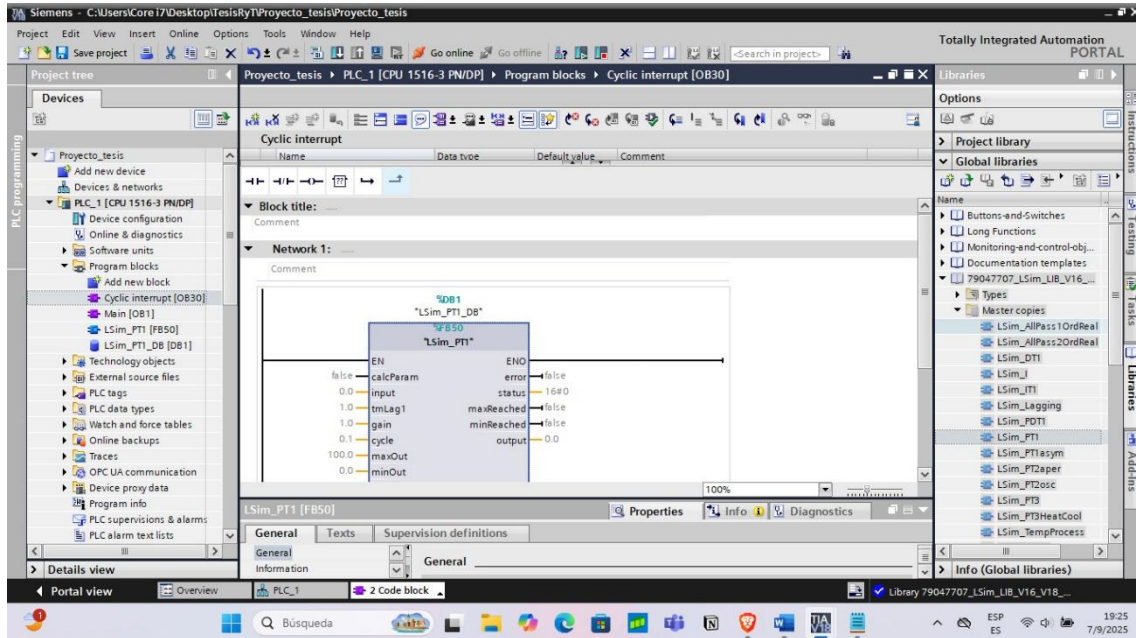 Siemens - C:\Users\Core i7\Desktop\TesisRyT\Proyecto_tesis\Proyecto_tesis
Project Edit View Insert Online Options Tools Window Help
Totally Integrated Automation
PORTAL
Save project
Go online
Go offline
<Search in project>
Project tree
Devices
PLC programming
Proyecto_tesis
Add new device
Devices & networks
PLC_1 [CPU 1516-3 PN/DP]
Device configuration
Online & diagnostics
Software units
Program blocks
Add new block
Cyclic interrupt [OB30]
Main [OB1]
LSim_PT1 [FB50]
LSim_PT1_DB [DB1]
Technology objects
External source files
PLC tags
PLC data types
Watch and force tables
Online backups
Traces
OPC UA communication
Device proxy data
Program info
PLC supervisions & alarms
PLC alarm text lists
Details view
Proyecto_tesis PLC_1 [CPU 1516-3 PN/DP] Program blocks Cyclic interrupt [OB30]
Cyclic interrupt
Name Data type Default value Comment
??
Block title:
Comment
Network 1:
Comment
%DB1
"LSim_PT1_DB"
%FB50
"LSim_PT1"
EN ENO
false calcParam error false
0.0 input status 16#0
1.0 tmLag1 maxReached false
1.0 gain minReached false
0.1 cycle output 0.0
100.0 maxOut
0.0 minOut
100%
LSim_PT1 [FB50]
Properties Info Diagnostics
General Texts Supervision definitions
General
Information
General
Libraries
Options
Project library
Global libraries
Name
Buttons-and-Switches
Long Functions
Monitoring-and-control-obj...
Documentation templates
79047707_LSim_LIB_V16_...
Types
Master copies
LSim_AllPass1OrdReal
LSim_AllPass2OrdReal
LSim_DT1
LSim_I
LSim_IT1
LSim_Lagging
LSim_PDT1
LSim_PT1
LSim_PT1asym
LSim_PT2aper
LSim_PT2osc
LSim_PT3
LSim_PT3HeatCool
LSim_TempProcess
Info (Global libraries)
Instructions
Testing
Tasks
Libraries
Add-ins
Portal view
Overview
PLC_1
2 Code block
Library 79047707_LSim_LIB_V16_V18_...
Búsqueda
ESP
ES
19:25
7/9/2025